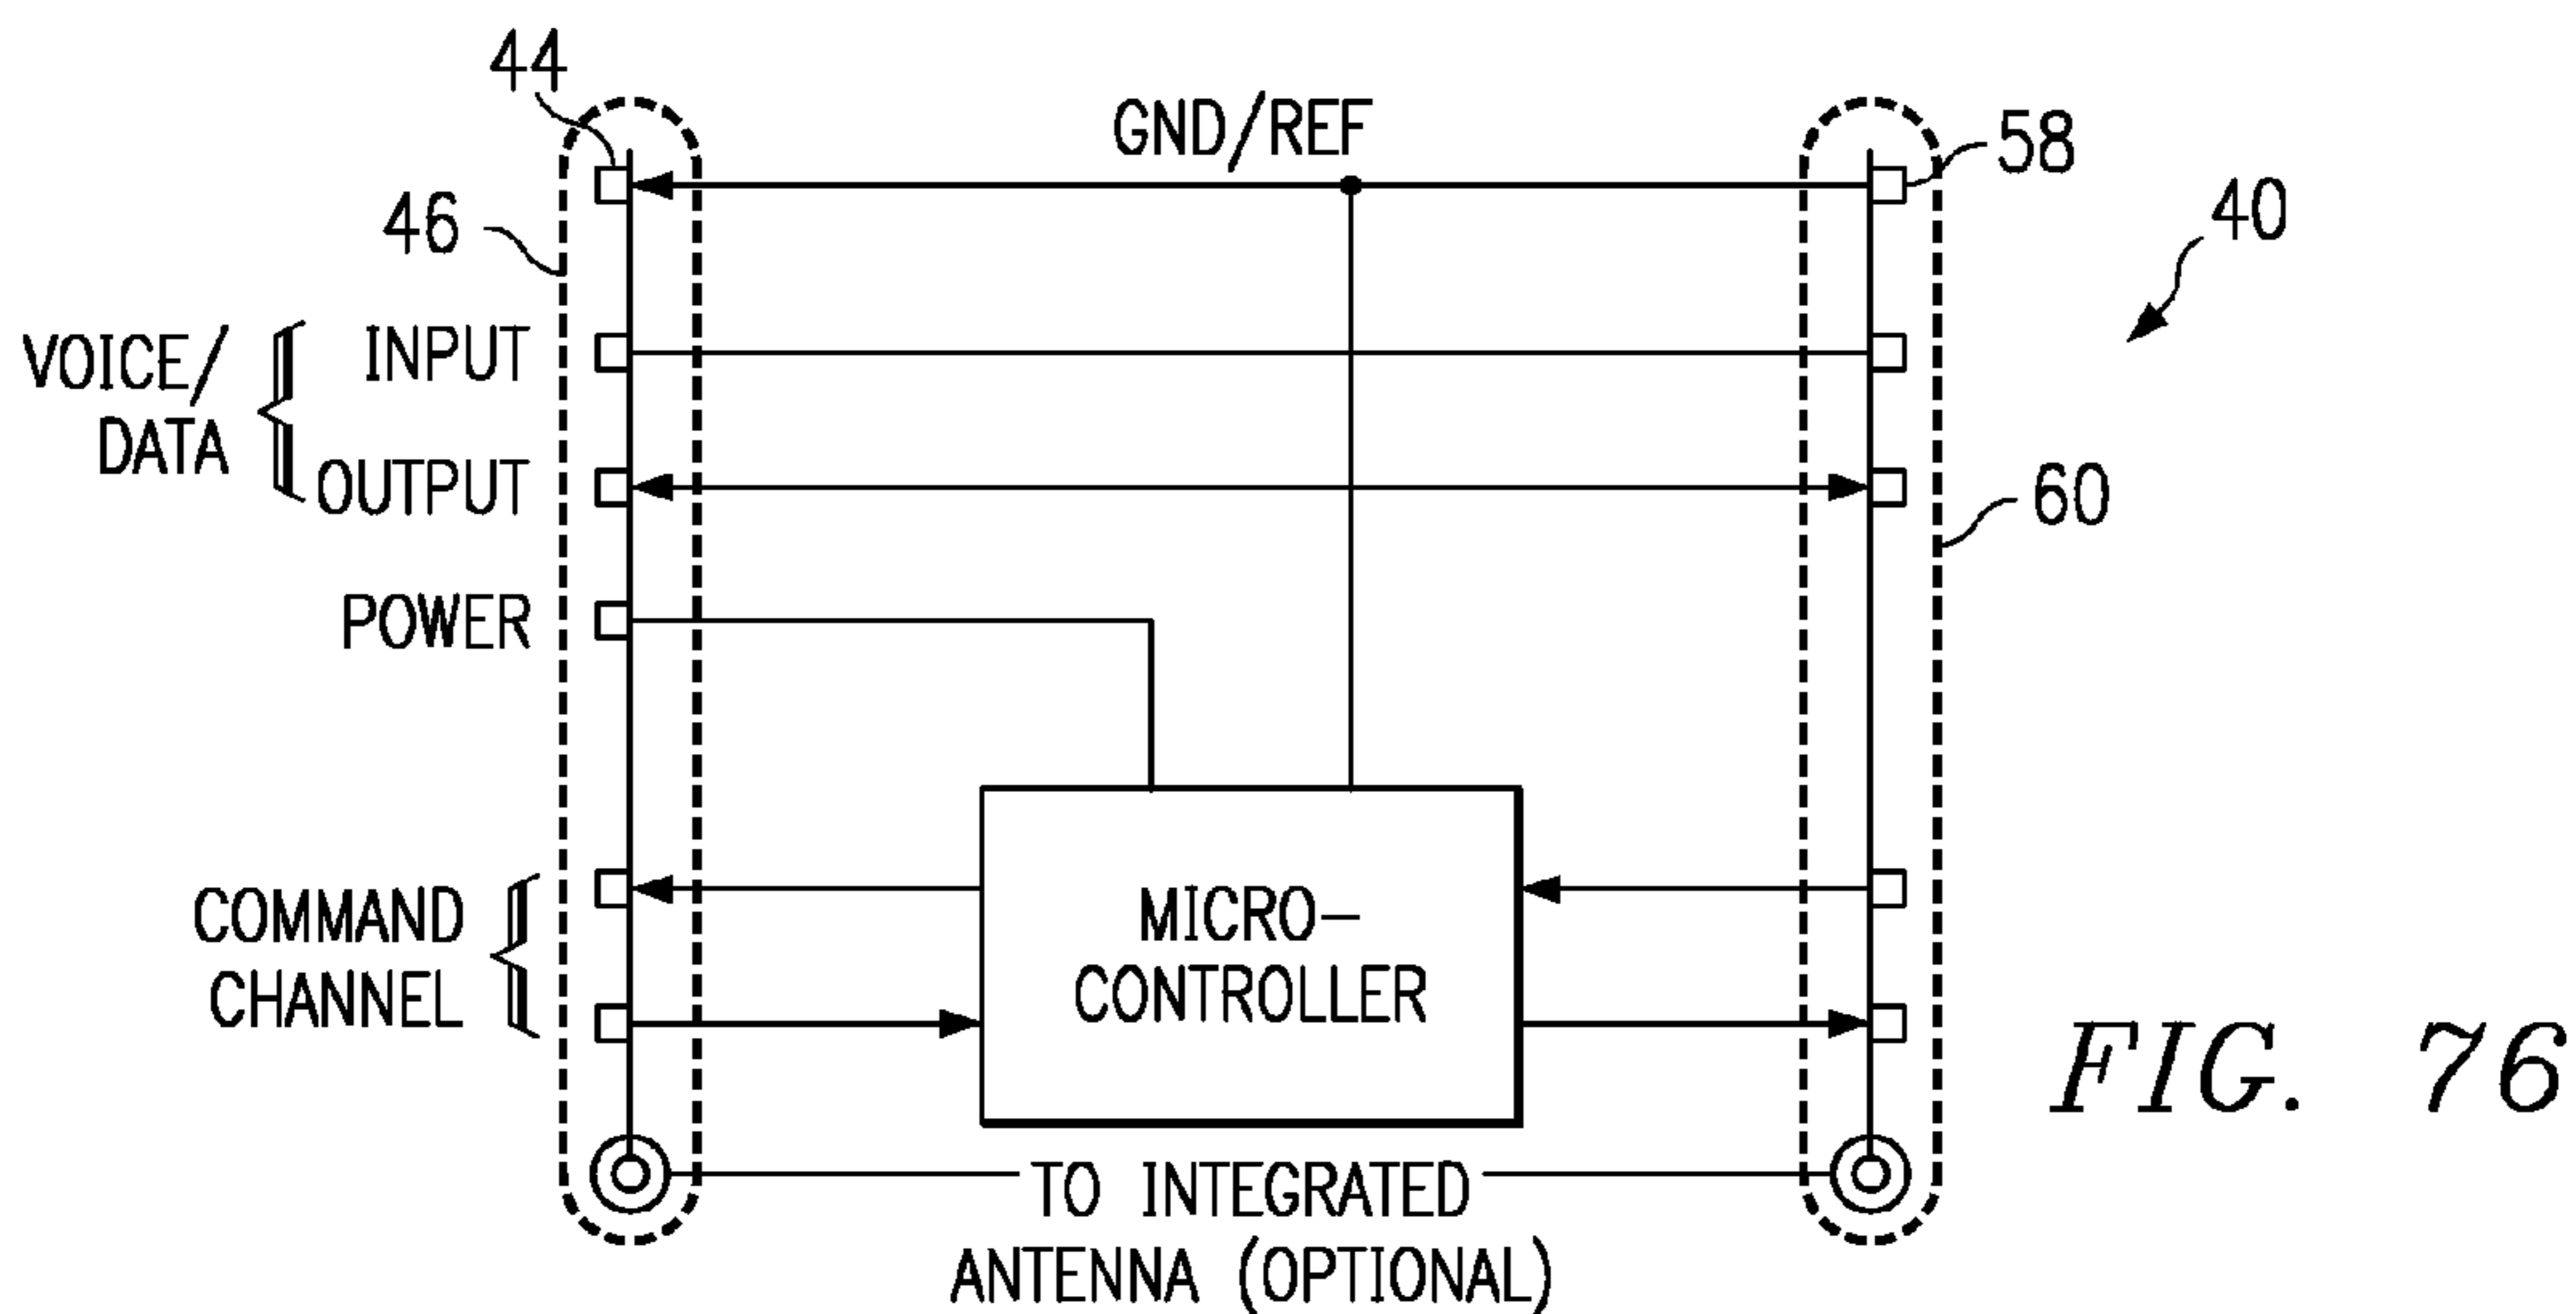 44
GND/REF
58
46
40
VOICE/
DATA
INPUT
OUTPUT
60
POWER
COMMAND
CHANNEL
MICRO-
CONTROLLER
FIG. 76
TO INTEGRATED
ANTENNA (OPTIONAL)